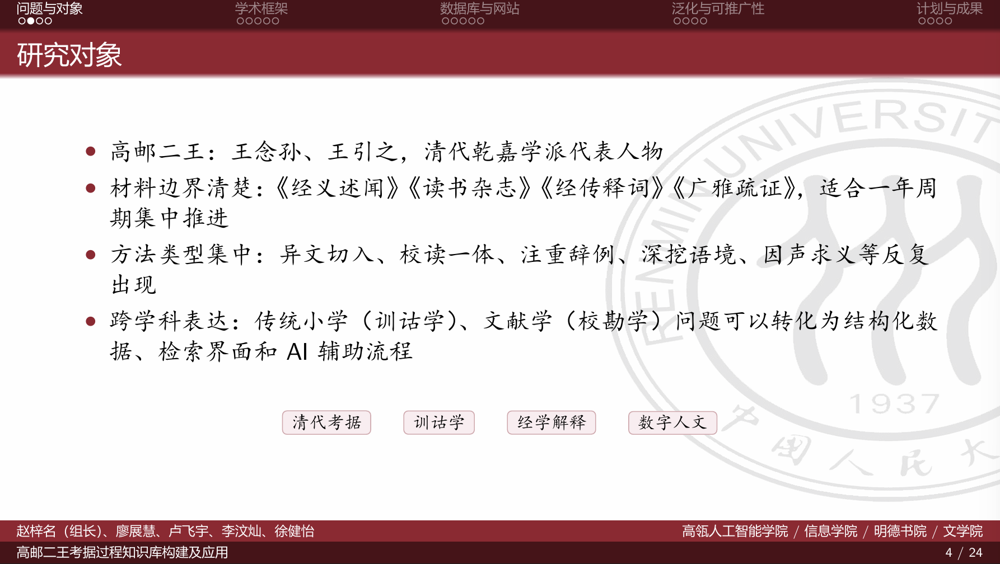 问题与对象
学术框架
数据库与网站
泛化与可推广性
计划与成果
研究对象
高邮二王：王念孙、王引之，清代乾嘉学派代表人物
材料边界清楚：《经义述闻》《读书杂志》《经传释词》《广雅疏证》，适合一年周
期集中推进
方法类型集中：异文切入、校读一体、注重辞例、深挖语境、因声求义等反复
出现
跨学科表达：传统小学（训诂学）、文献学（校勘学）问题可以转化为结构化数
据、检索界面和 AI 辅助流程
清代考据
训诂学
经学解释
数字人文
RENMIN UNIVERSIT
1937
中国人民大
赵梓名（组长）、廖展慧、卢飞宇、李汶灿、徐健怡
高瓴人工智能学院 / 信息学院 / 明德书院 / 文学院
高邮二王考据过程知识库构建及应用
4 / 24